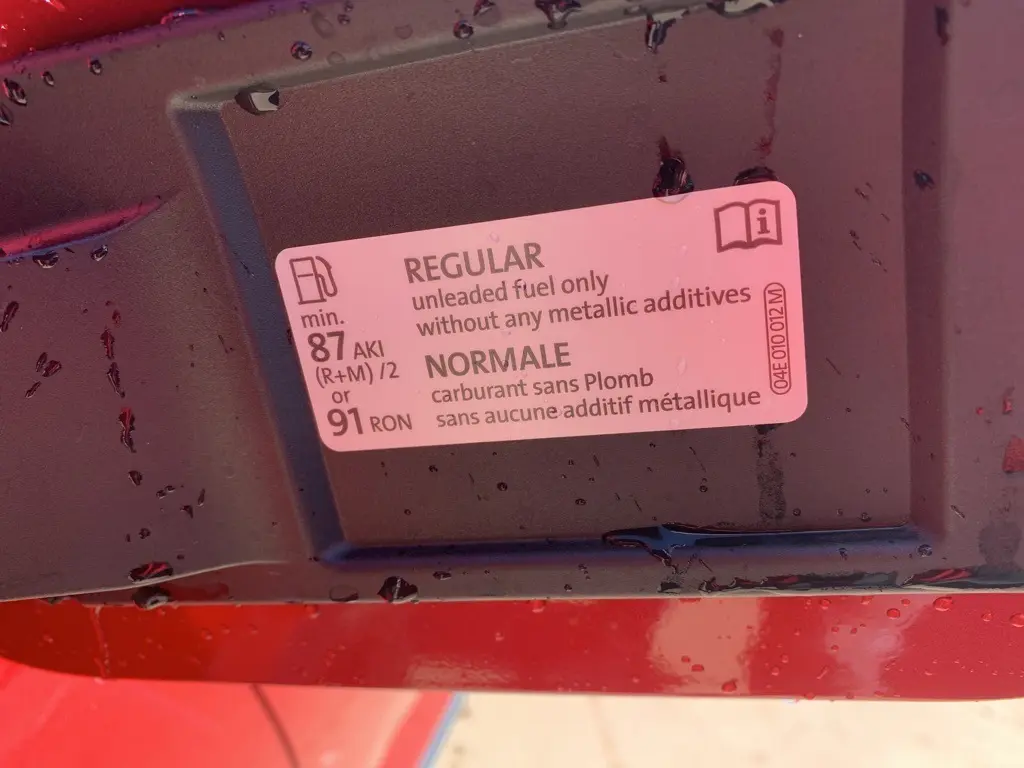 REGULAR
unleaded fuel only
without any metallic additives
min.
87 AKI
(R+M) /2
or
91 RON
NORMALE
carburant sans Plomb
sans aucune additif métallique
04E 010 012 M
i